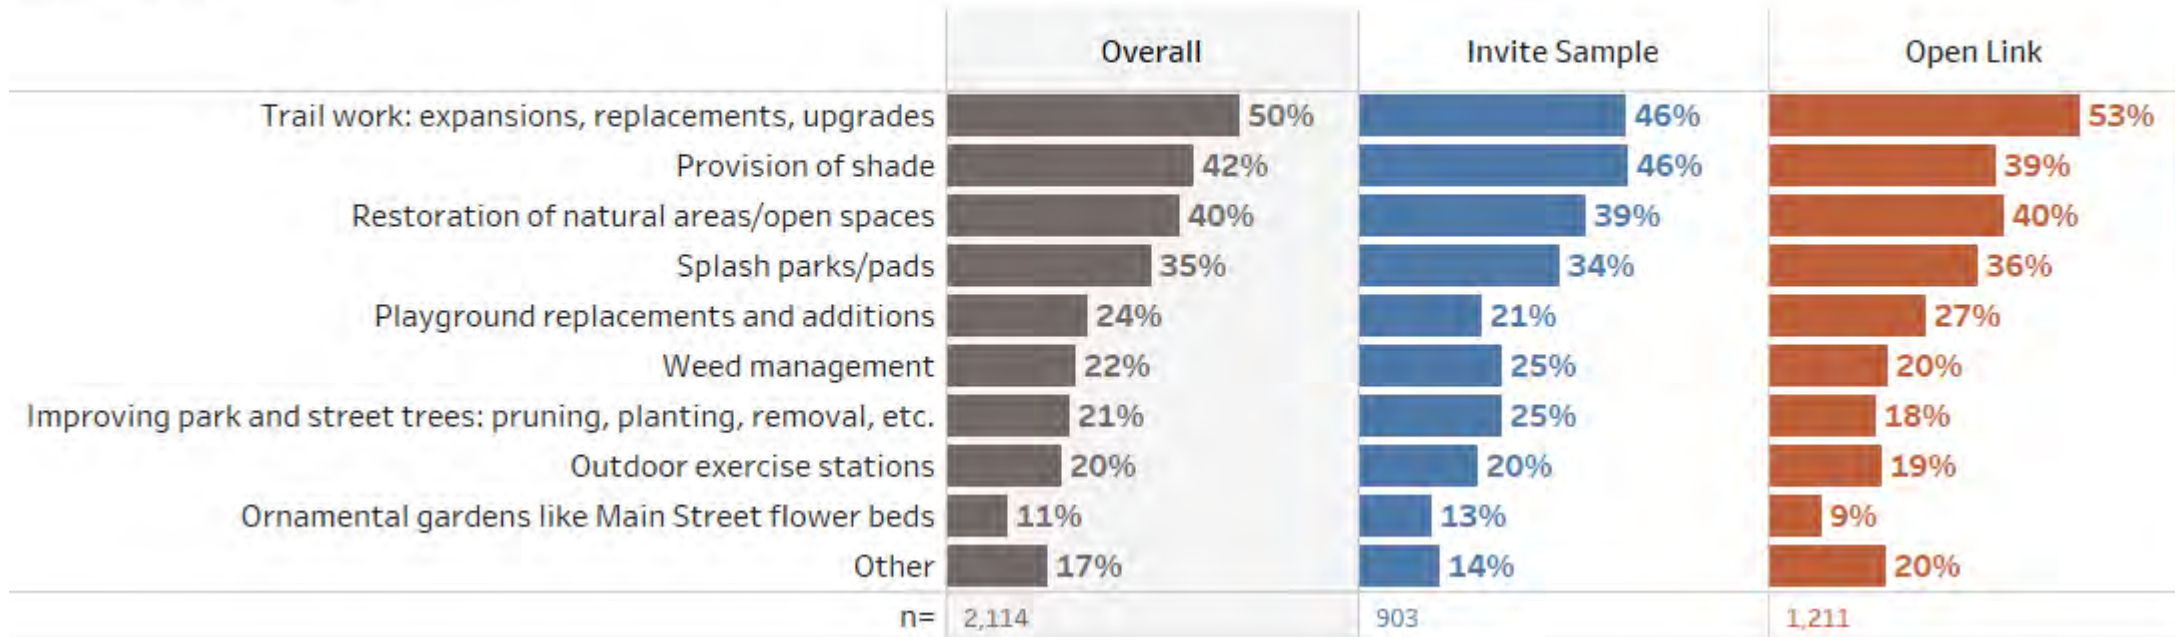 Overall Invite Sample Open Link
Trail work: expansions, replacements, upgrades 50% 46% 53%
Provision of shade 42% 46% 39%
Restoration of natural areas/open spaces 40% 39% 40%
Splash parks/pads 35% 34% 36%
Playground replacements and additions 24% 21% 27%
Weed management 22% 25% 20%
Improving park and street trees: pruning, planting, removal, etc. 21% 25% 18%
Outdoor exercise stations 20% 20% 19%
Ornamental gardens like Main Street flower beds 11% 13% 9%
Other 17% 14% 20%
n= 2,114 903 1,211